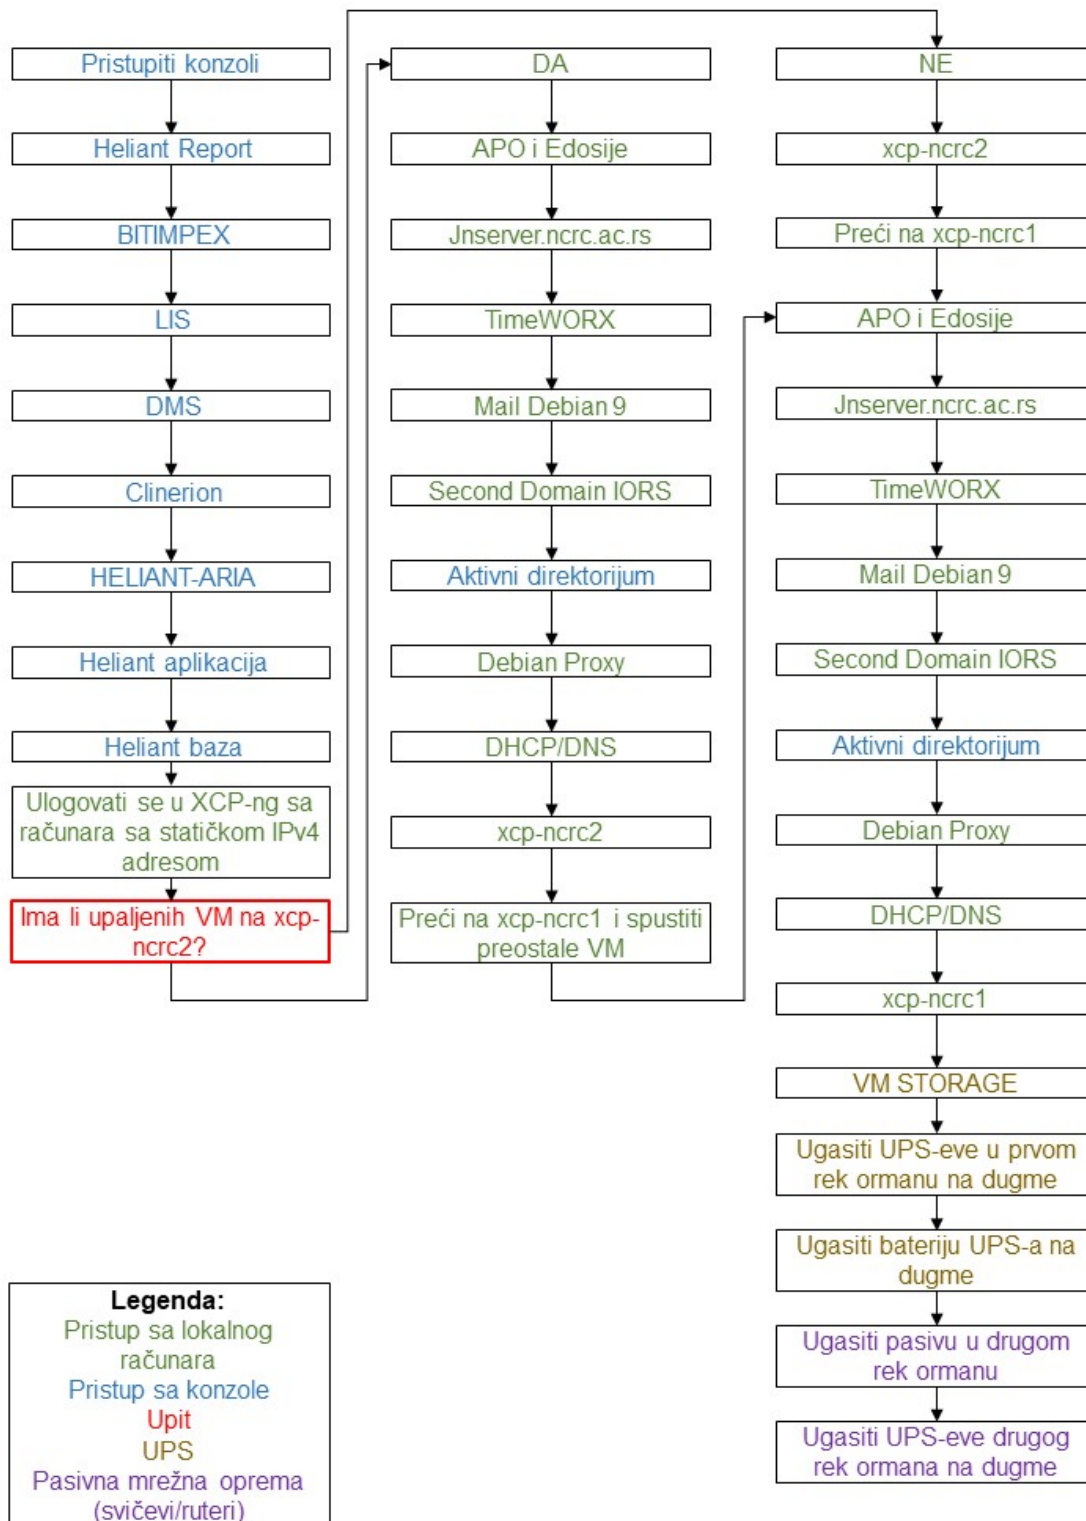 Pristupiti konzoli
Heliant Report
BITIMPEX
LIS
DMS
Clinerion
HELIANT-ARIA
Heliant aplikacija
Heliant baza
Ulogovati se u XCP-ng sa
računara sa statičkom IPv4
adresom
Ima li upaljenih VM na xcp-
ncrc2?
DA
APO i Edosije
Jnserver.ncrc.ac.rs
TimeWORX
Mail Debian 9
Second Domain IORS
Aktivni direktorijum
Debian Proxy
DHCP/DNS
xcp-ncrc2
Preći na xcp-ncrc1 i spustiti
preostale VM
NE
xcp-ncrc2
Preći na xcp-ncrc1
APO i Edosije
Jnserver.ncrc.ac.rs
TimeWORX
Mail Debian 9
Second Domain IORS
Aktivni direktorijum
Debian Proxy
DHCP/DNS
xcp-ncrc1
VM STORAGE
Ugasiti UPS-eve u prvom
rek ormanu na dugme
Ugasiti bateriju UPS-a na
dugme
Ugasiti pasivu u drugom
rek ormanu
Ugasiti UPS-eve drugog
rek ormana na dugme
Legenda:
Pristup sa lokalnog
računara
Pristup sa konzole
Upit
UPS
Pasivna mrežna oprema
(svičevi/ruteri)